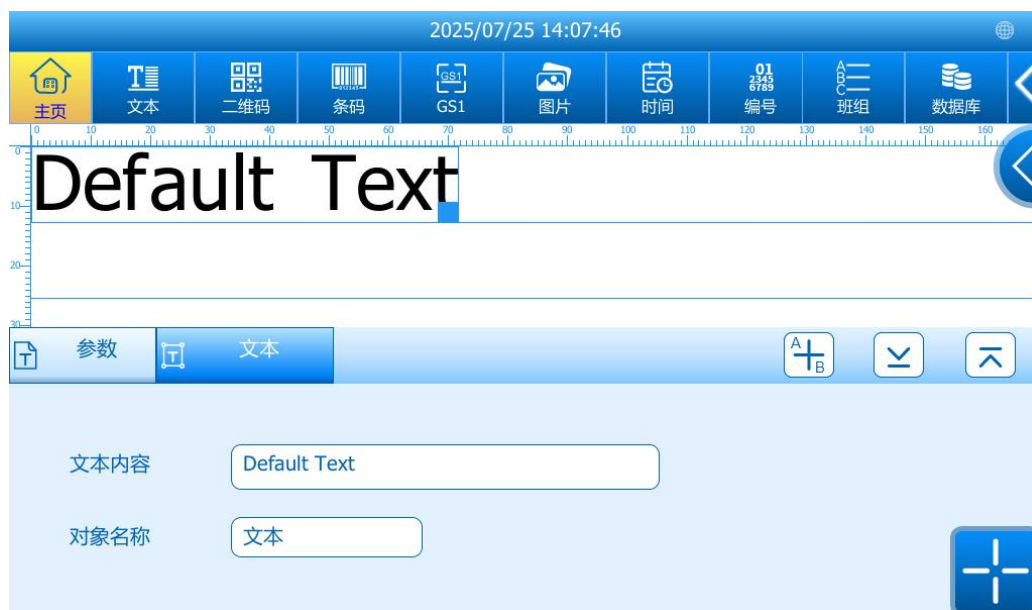 2025/07/25 14:07:46
主页 文本 二维码 条码 GS1 图片 时间 编号 班组 数据库
0 10 20 30 40 50 60 70 80 90 100 110 120 130 140 150 160
0
Default Text
10
20
30
参数 文本
A B
文本内容 Default Text
对象名称 文本